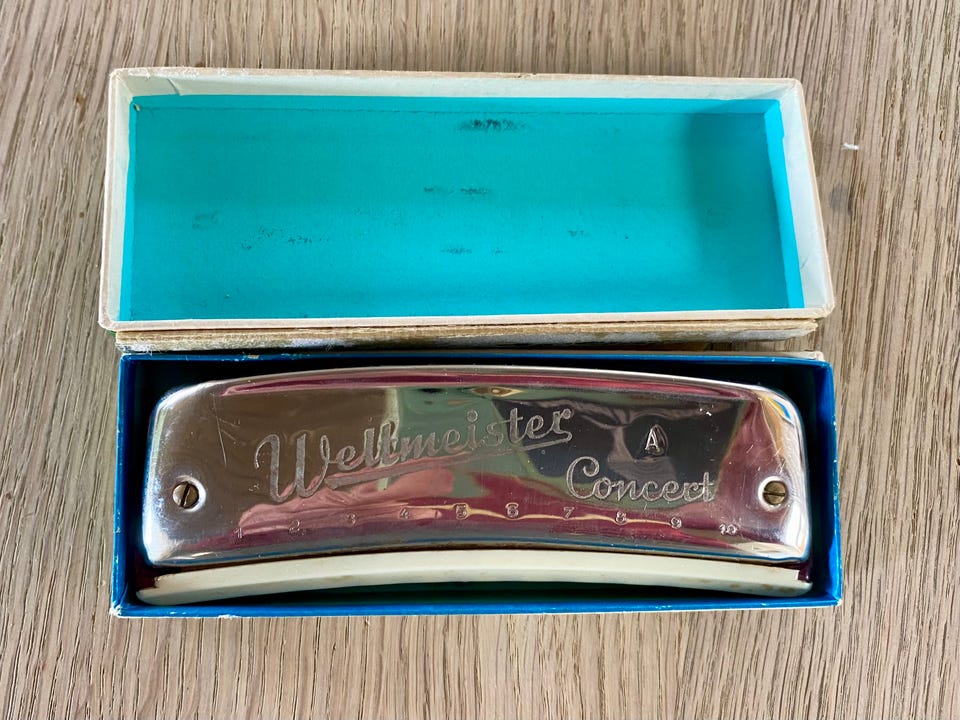 Weltmeister
A
Concert
1 2 3 4 5 6 7 8 9 10